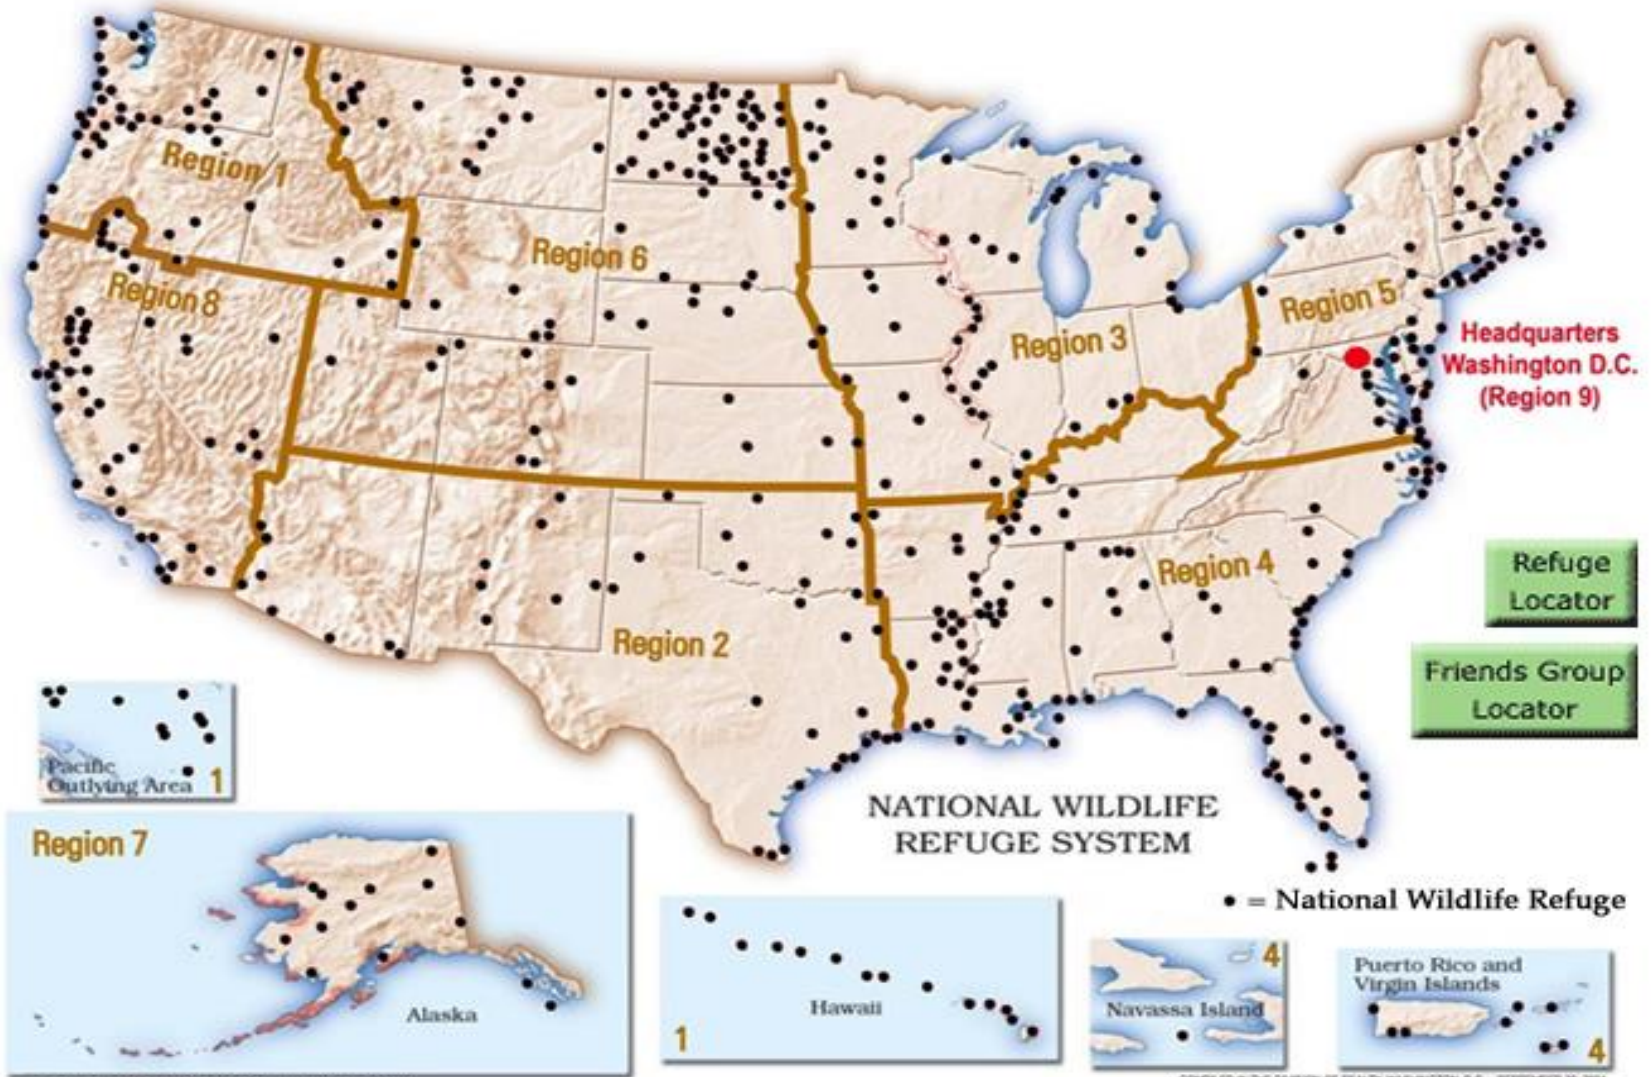 Region 1
Region 6
Region 8
Region 5
Region 3
Headquarters
Washington D.C.
(Region 9)
Region 4
Region 2
Refuge
Locator
Friends Group
Locator
Pacific
Outlying Area 1
NATIONAL WILDLIFE
REFUGE SYSTEM
Region 7
Alaska
• = National Wildlife Refuge
Hawaii
1
4
Navassa Island
Puerto Rico and
Virgin Islands
4